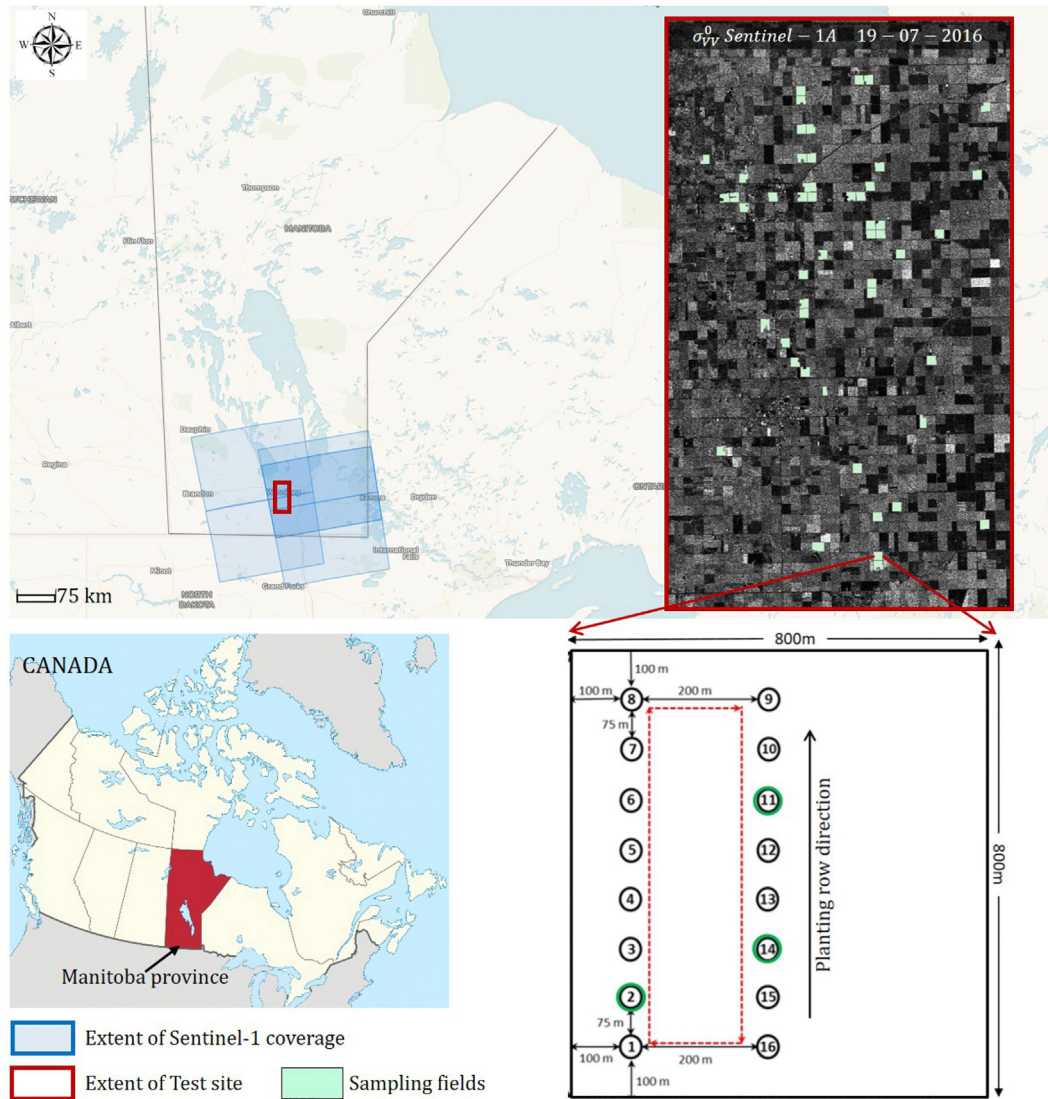 N
W
E
S
Churchill
σ⁰VV Sentinel − 1A 19 − 07 − 2016
Thompson
MANITOBA
Flin Flon
Dauphin
Regina
Brandon
Kenora
Dryden
International
Falls
Thunder Bay
Minot
Grand Forks
NORTH
DAKOTA
75 km
CANADA
Manitoba province
Extent of Sentinel-1 coverage
Extent of Test site
Sampling fields
800m
100 m
100 m
8
200 m
9
75 m
7
10
6
11
5
12
4
13
3
14
2
15
75 m
1
16
100 m
200 m
100 m
Planting row direction
800m